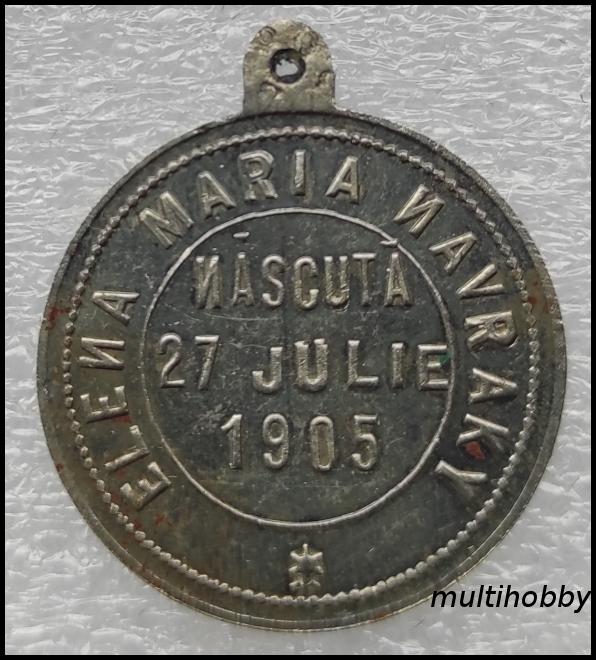 ELENA MARIA NAVRAKY
NĂSCUTĂ
27 JULIE
1905
multihobby